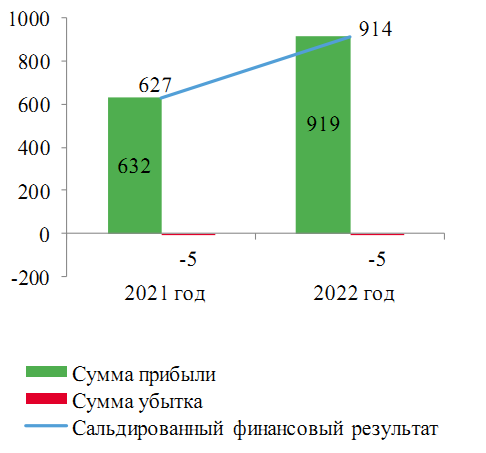 1000
914
800
627
600
919
400
632
200
0
-5
-5
-200
2021 год
2022 год
Сумма прибыли
Сумма убытка
Сальдированный финансовый результат